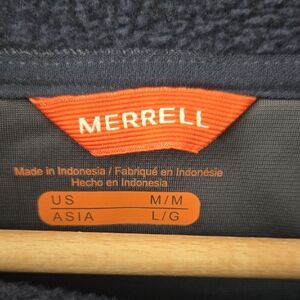 MERRELL
Made in Indonesia / Fabriqué en Indonésie
Hecho en Indonesia
US M/M
ASIA L/G